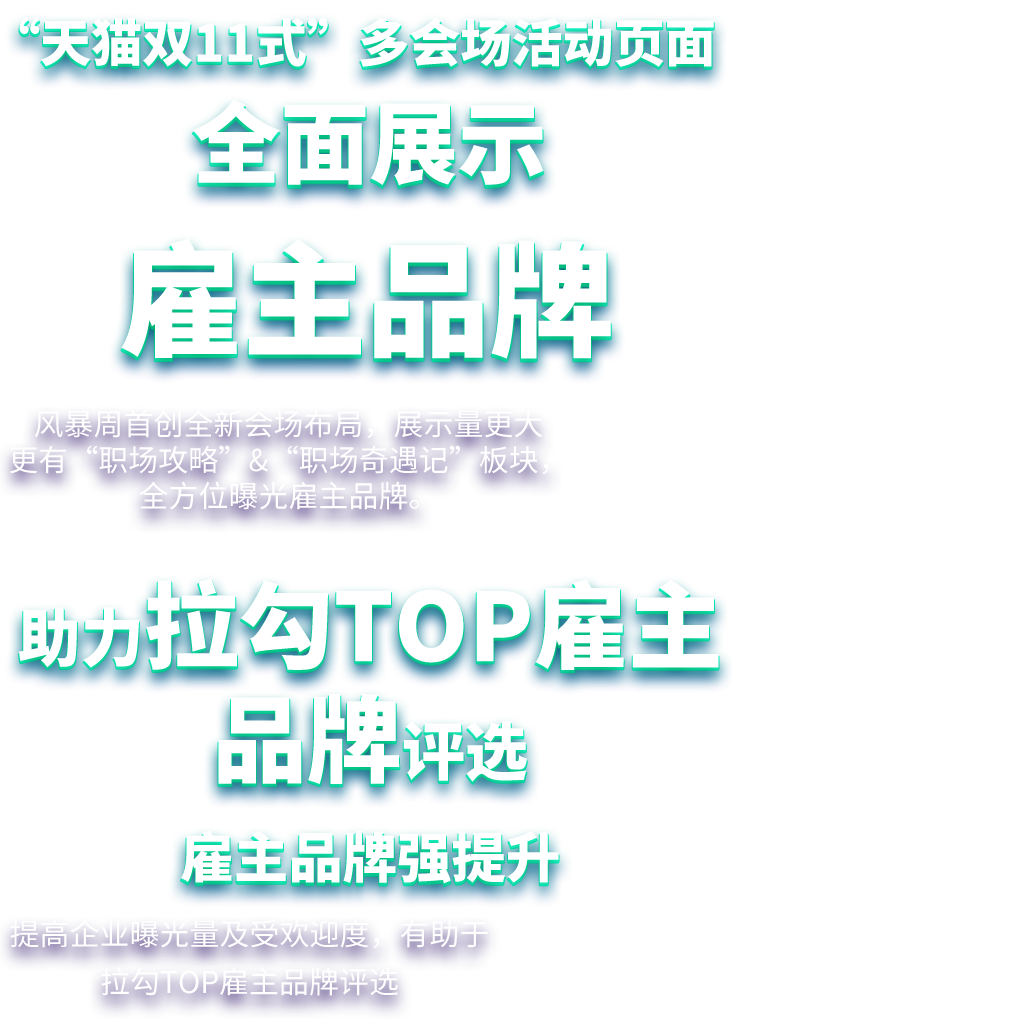 “天猫双11式”多会场活动页面
全面展示
雇主品牌
风暴周首创全新会场布局，展示量更大
更有“职场攻略”&“职场奇遇记”板块，
全方位曝光雇主品牌。
助力拉勾TOP雇主
品牌评选
雇主品牌强提升
提高企业曝光量及受欢迎度，有助于
拉勾TOP雇主品牌评选